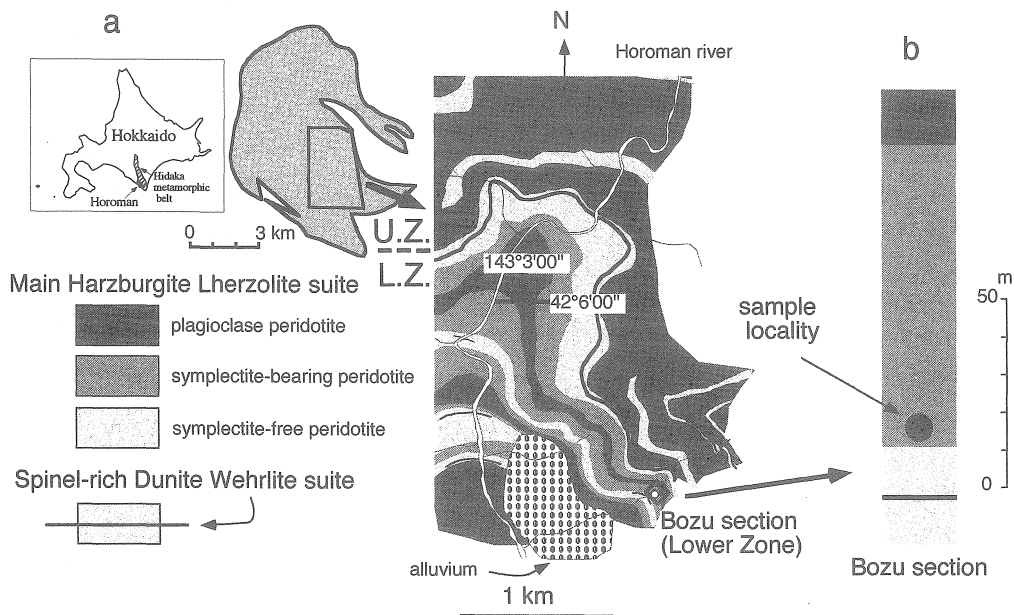 a
Hokkaido
Hidaka
metamorphic
belt
Horoman
0 3 km
U.Z.
L.Z.
Main Harzburgite Lherzolite suite
plagioclase peridotite
symplectite-bearing peridotite
symplectite-free peridotite
Spinel-rich Dunite Wehrlite suite
N
Horoman river
143°3'00"
42°6'00"
Bozu section
(Lower Zone)
alluvium
1 km
b
sample
locality
m
50
0
Bozu section